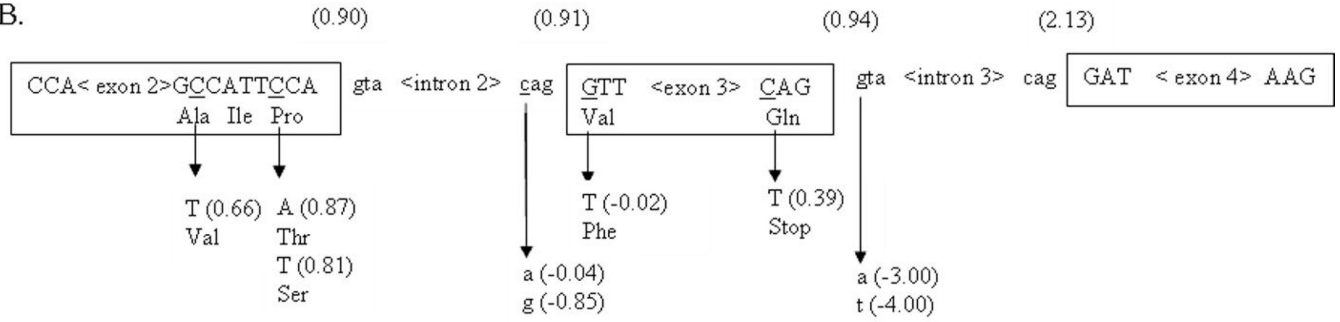 B.
(0.90) (0.91) (0.94) (2.13)
CCA< exon 2>GCCATTCCA gta <intron 2> cag GTT <exon 3> CAG gta <intron 3> cag GAT < exon 4> AAG
Ala Ile Pro Val Gln
T (0.66) A (0.87) T (-0.02) T (0.39)
Val Thr Phe Stop
T (0.81)
Ser
a (-0.04) a (-3.00)
g (-0.85) t (-4.00)